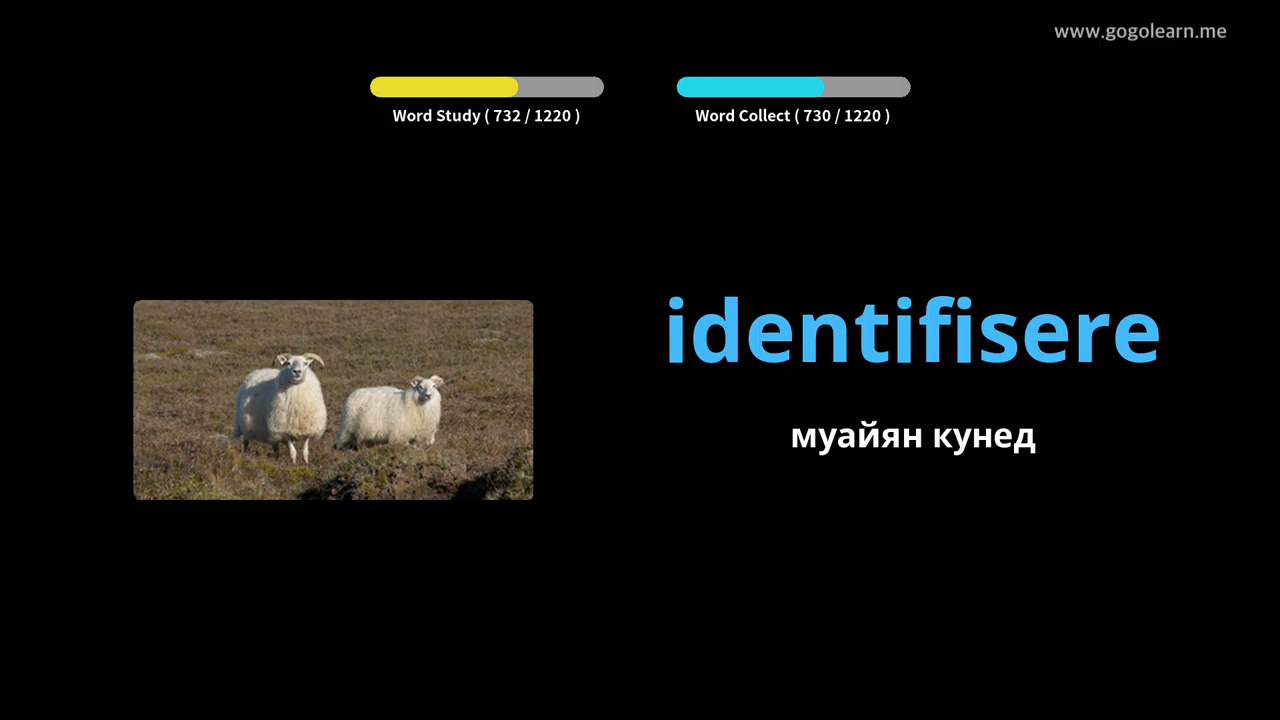 www.gogolearn.me
Word Study ( 732 / 1220 )
Word Collect ( 730 / 1220 )
identifisere
муайян кунед